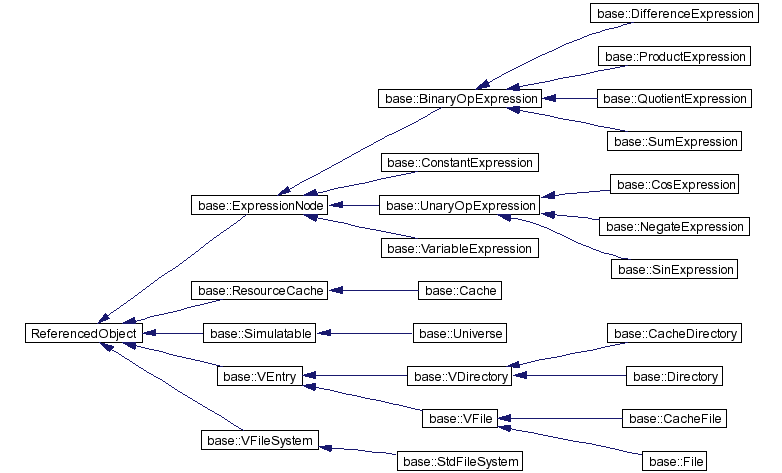 base::DifferenceExpression
base::ProductExpression
base::BinaryOpExpression
base::QuotientExpression
base::SumExpression
base::ConstantExpression
base::CosExpression
base::ExpressionNode
base::UnaryOpExpression
base::NegateExpression
base::VariableExpression
base::SinExpression
base::ResourceCache
base::Cache
ReferencedObject
base::Simulatable
base::Universe
base::CacheDirectory
base::VEntry
base::VDirectory
base::Directory
base::VFile
base::CacheFile
base::VFileSystem
base::StdFileSystem
base::File